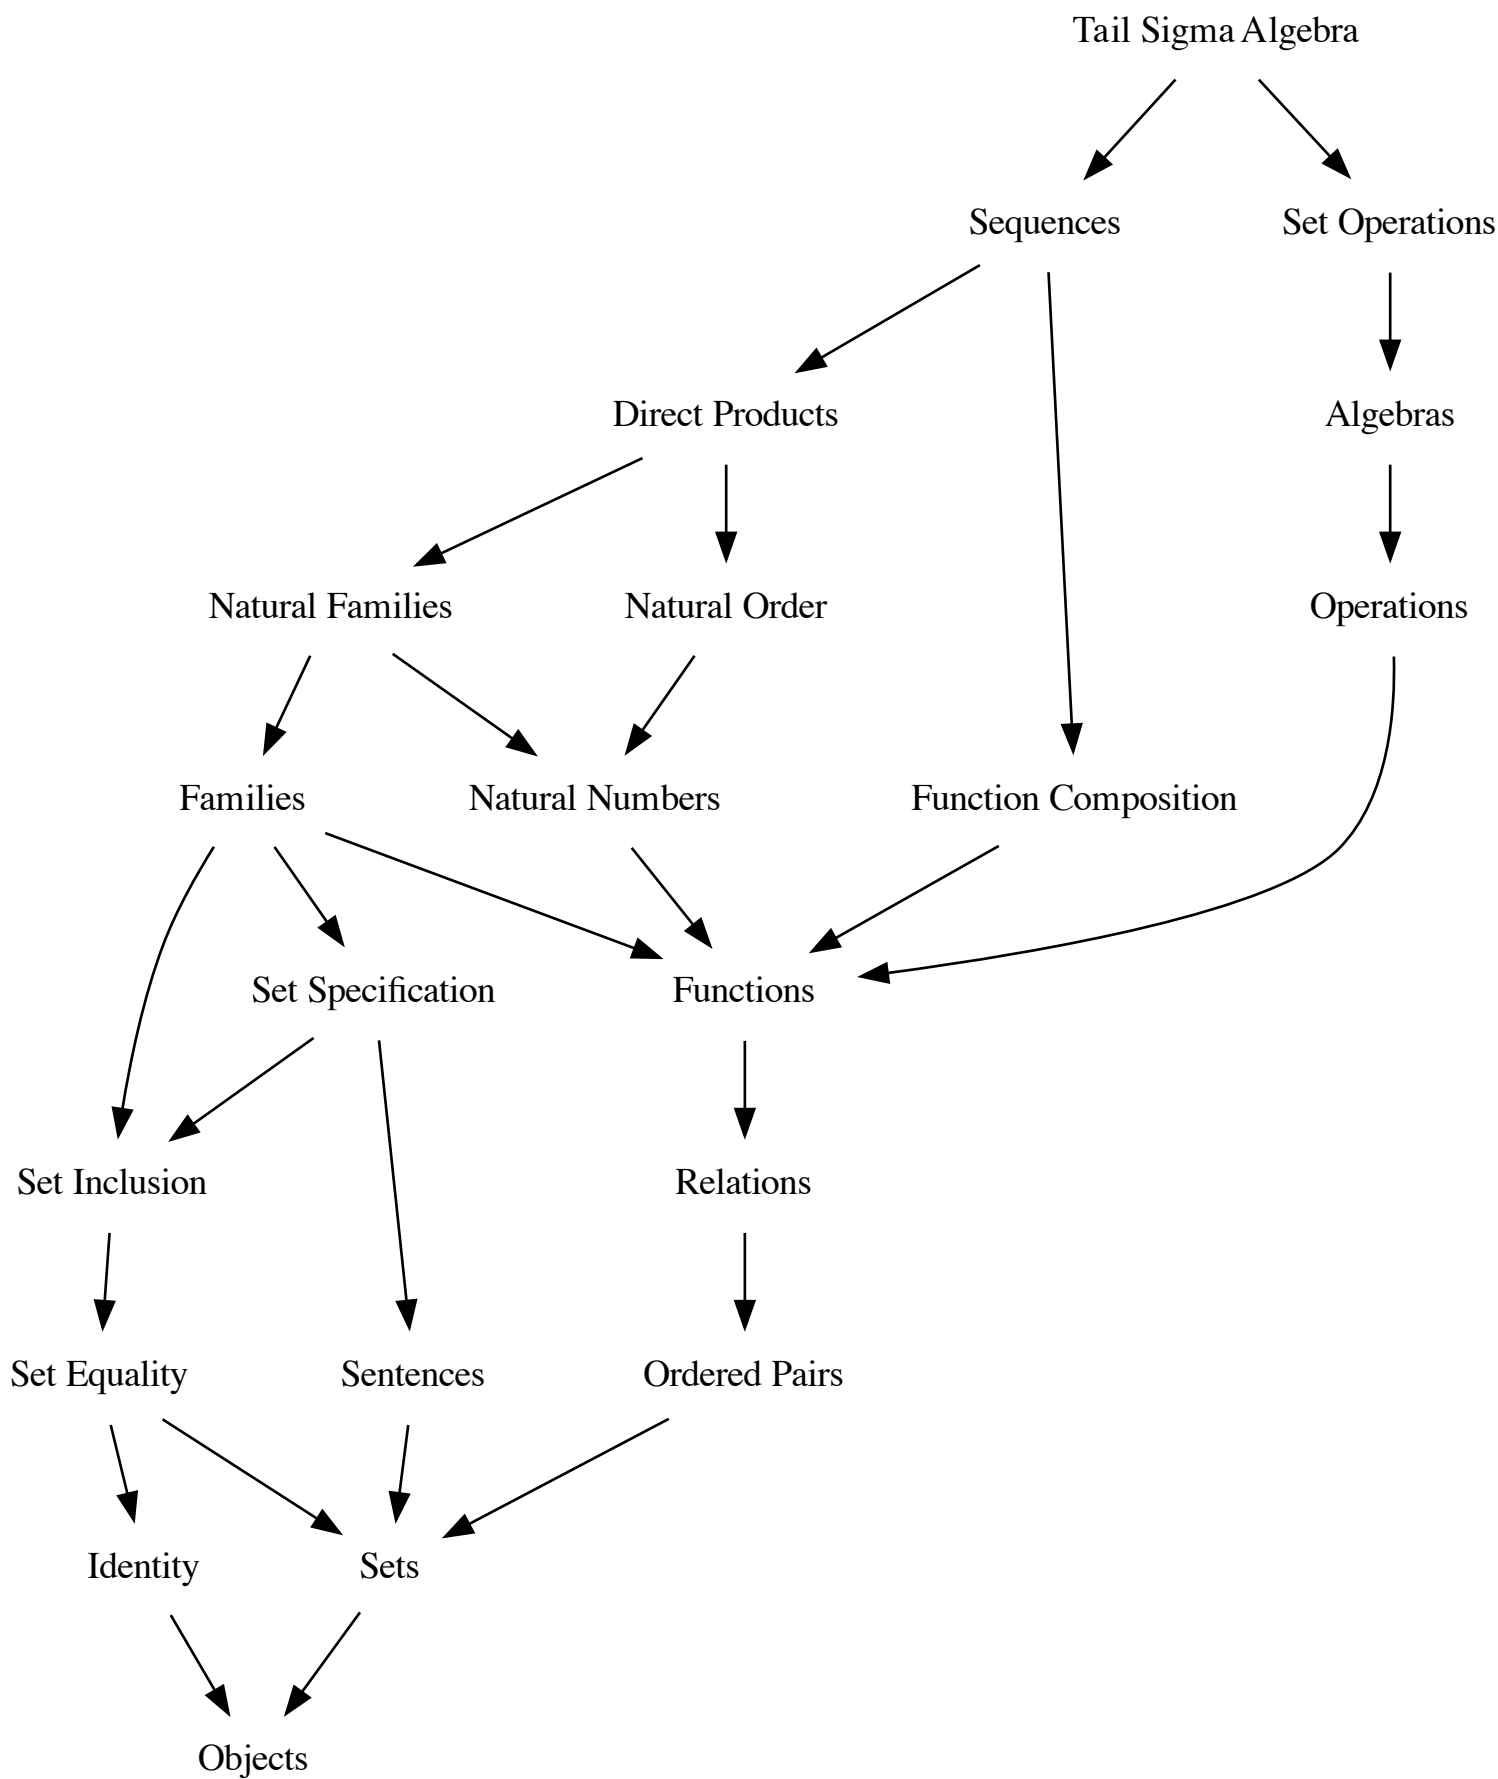 Tail Sigma Algebra
Sequences
Set Operations
Direct Products
Algebras
Natural Families
Natural Order
Operations
Families
Natural Numbers
Function Composition
Set Specification
Functions
Set Inclusion
Relations
Set Equality
Sentences
Ordered Pairs
Identity
Sets
Objects